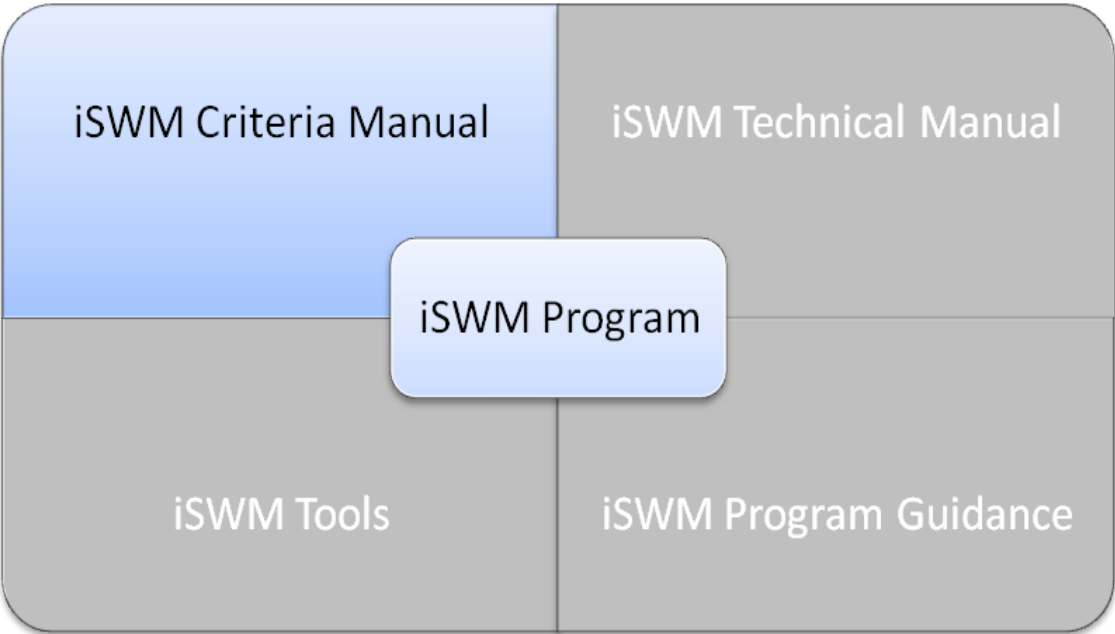 iSWM Criteria Manual
iSWM Technical Manual
iSWM Program
iSWM Tools
iSWM Program Guidance